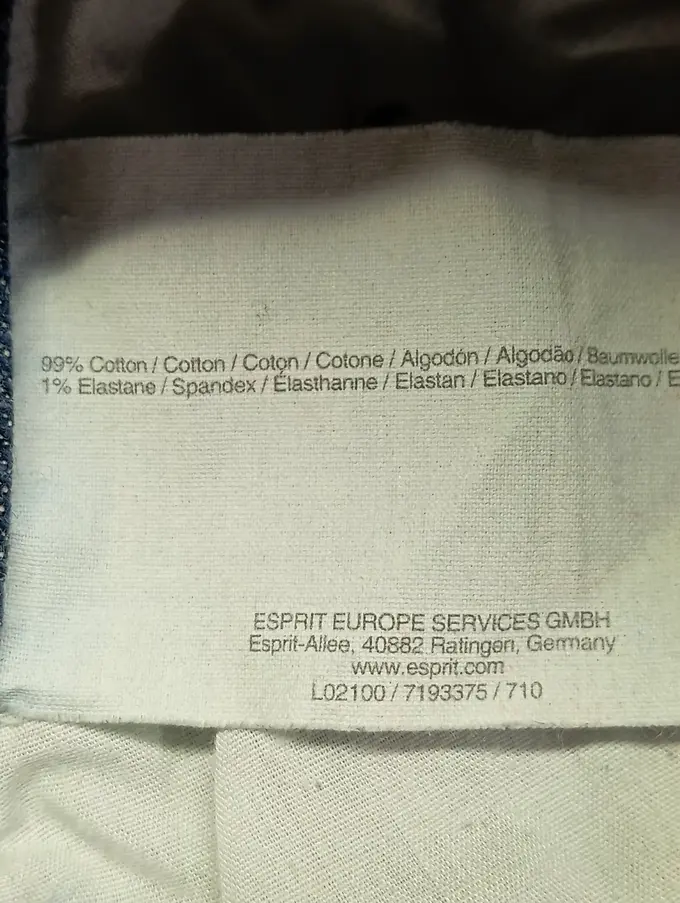 99% Cotton / Cotton / Coton / Cotone / Algodón / Algodão / Baumwolle
1% Elastane / Spandex / Élasthanne / Elastan / Elastano / Elastano / E
ESPRIT EUROPE SERVICES GMBH
Esprit-Allee, 40882 Ratingen, Germany
www.esprit.com
L02100 / 7193375 / 710